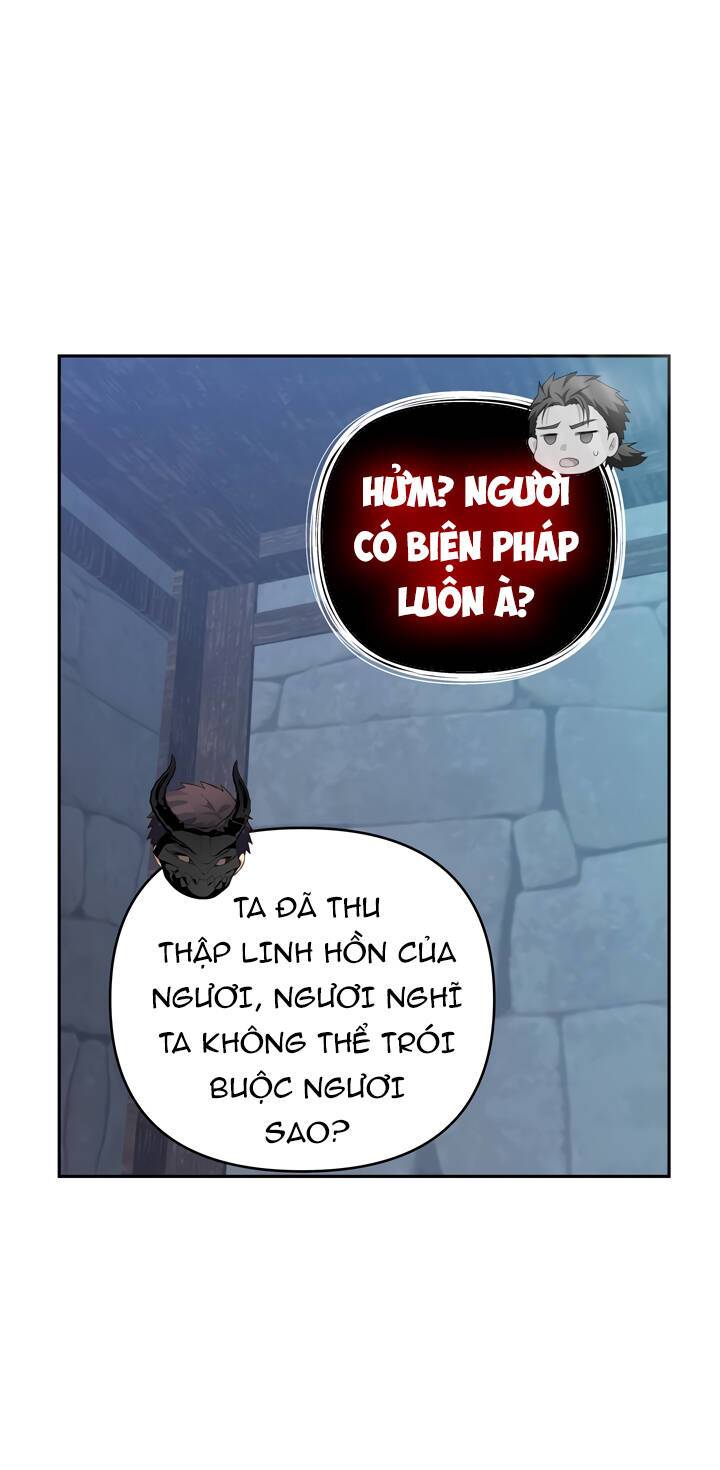 HỬM? NGƯƠI
CÓ BIỆN PHÁP
LUÔN À?
TA ĐÃ THU
THẬP LINH HỒN CỦA
NGƯƠI, NGƯƠI NGHĨ
TA KHÔNG THỂ TRÓI
BUỘC NGƯƠI
SAO?